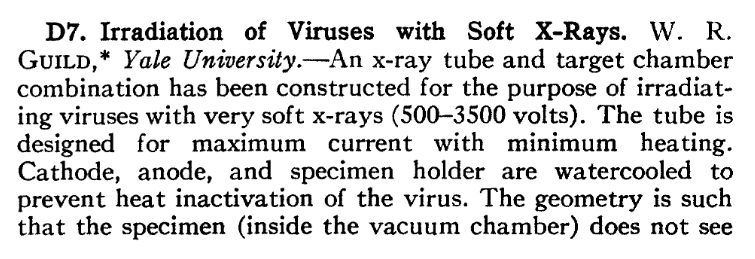 D7. Irradiation of Viruses with Soft X-Rays. W. R.
GUILD,* Yale University.—An x-ray tube and target chamber
combination has been constructed for the purpose of irradiat-
ing viruses with very soft x-rays (500–3500 volts). The tube is
designed for maximum current with minimum heating.
Cathode, anode, and specimen holder are watercooled to
prevent heat inactivation of the virus. The geometry is such
that the specimen (inside the vacuum chamber) does not see